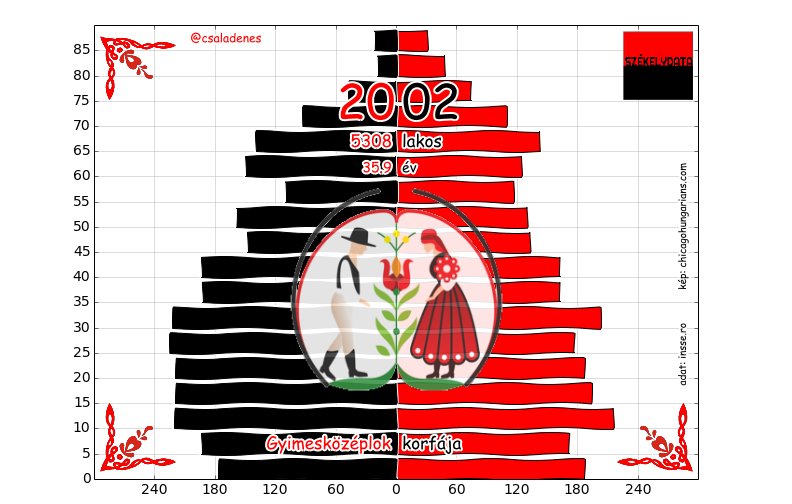 @csaladenes
SZÉKELYDATA
2002
5308 lakos
35.9 év
kép: chicagohungarians.com
adat: insse.ro
Gyimesközéplok korfája
85
80
75
70
65
60
55
50
45
40
35
30
25
20
15
10
5
0
240 180 120 60 0 60 120 180 240